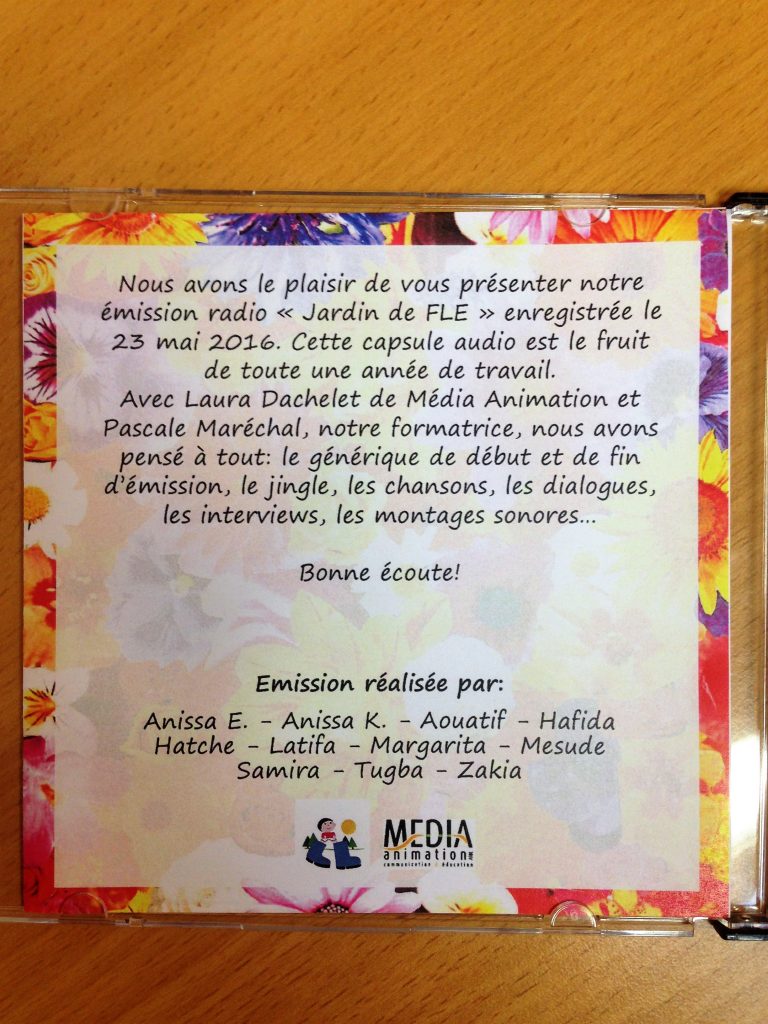 Nous avons le plaisir de vous présenter notre
émission radio « Jardin de FLE » enregistrée le
23 mai 2016. Cette capsule audio est le fruit
de toute une année de travail.
Avec Laura Dachelet de Média Animation et
Pascale Maréchal, notre formatrice, nous avons
pensé à tout: le générique de début et de fin
d'émission, le jingle, les chansons, les dialogues,
les interviews, les montages sonores...
Bonne écoute!
Emission réalisée par:
Anissa E. - Anissa K. - Aouatif - Hafida
Hatche - Latifa - Margarita - Mesude
Samira - Tugba - Zakia
MEDIA
animation
communication & éducation